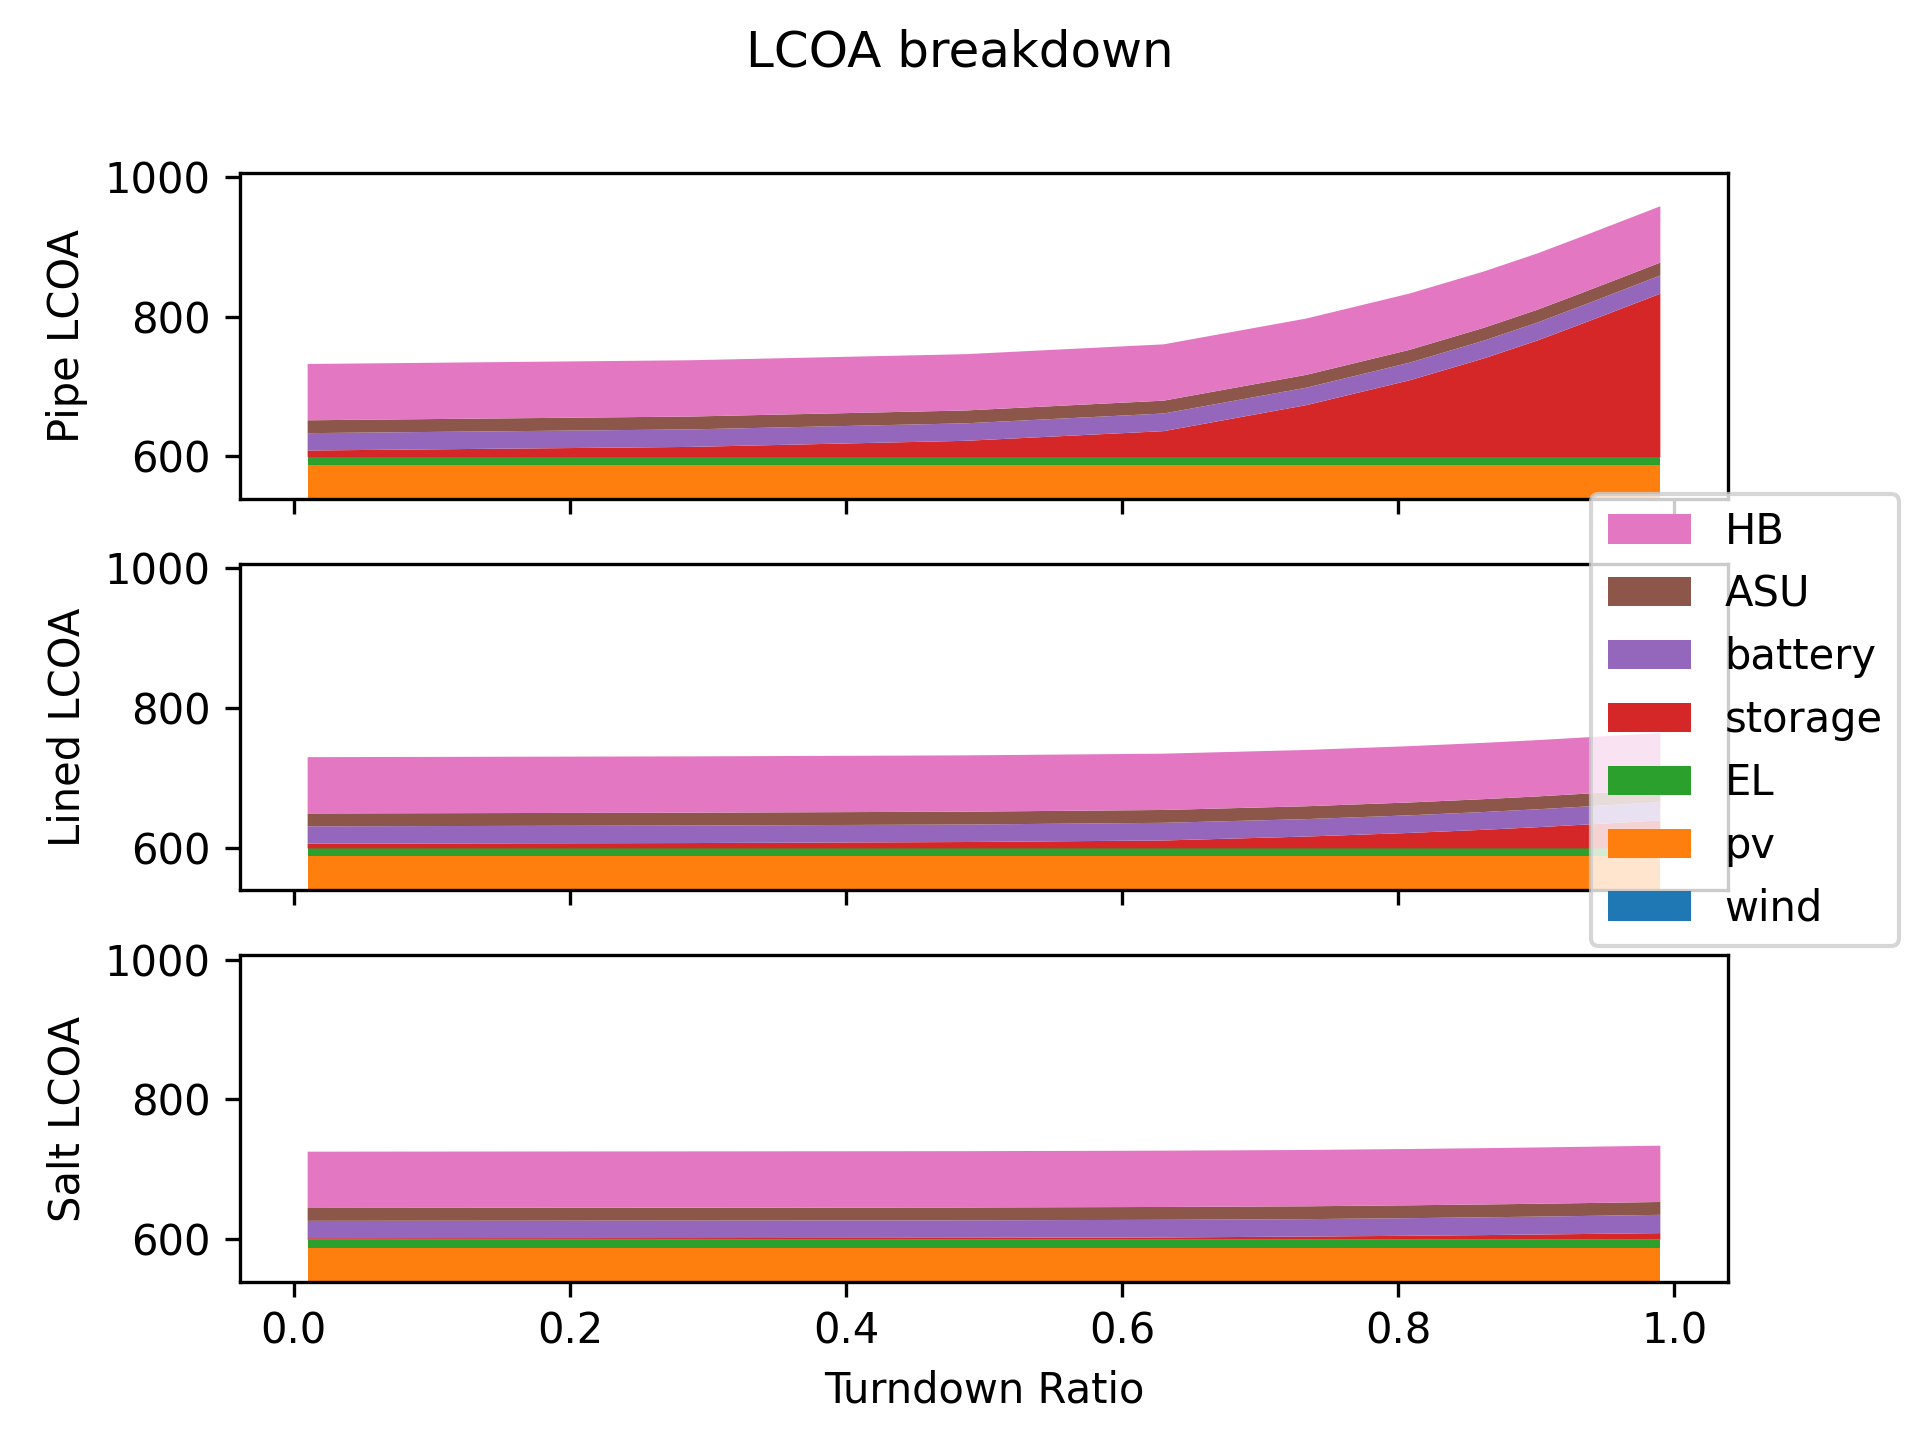 LCOA breakdown
1000
800
600
Pipe LCOA
1000
800
600
Lined LCOA
HB
ASU
battery
storage
EL
pv
wind
1000
800
600
Salt LCOA
0.0 0.2 0.4 0.6 0.8 1.0
Turndown Ratio